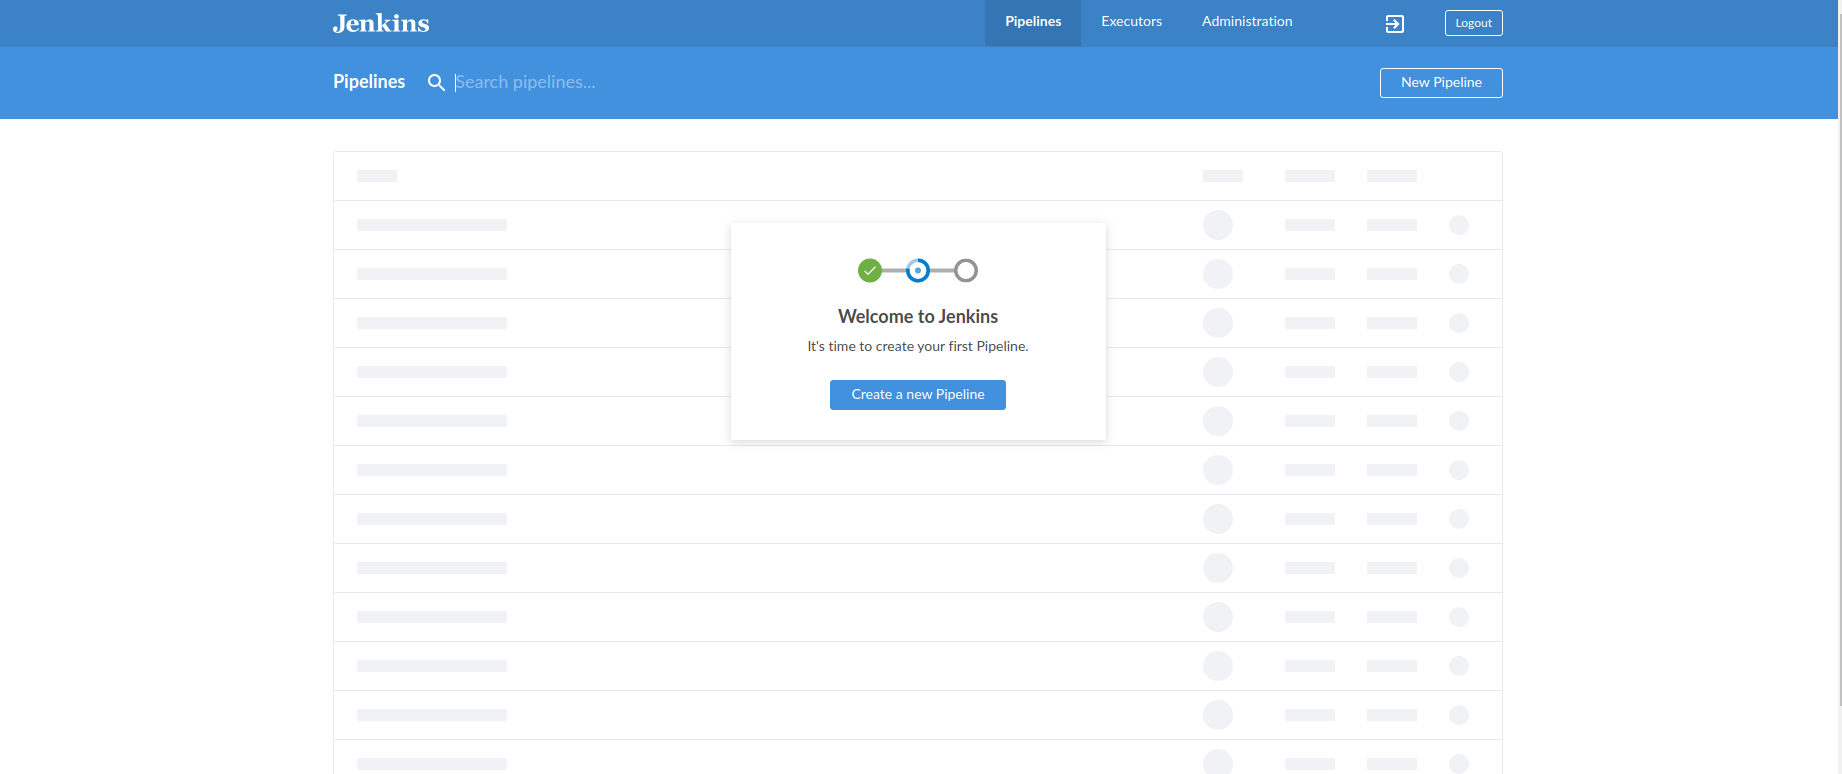 Jenkins
Pipelines
Executors
Administration
Logout
Pipelines
Search pipelines...
New Pipeline
Welcome to Jenkins
It's time to create your first Pipeline.
Create a new Pipeline